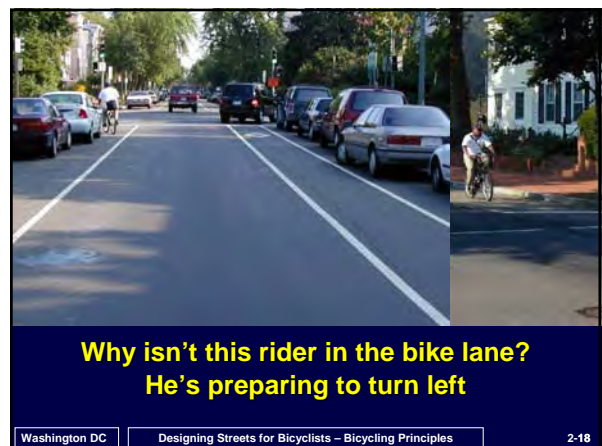 Why isn't this rider in the bike lane?
He's preparing to turn left
Washington DC
Designing Streets for Bicyclists – Bicycling Principles
2-18